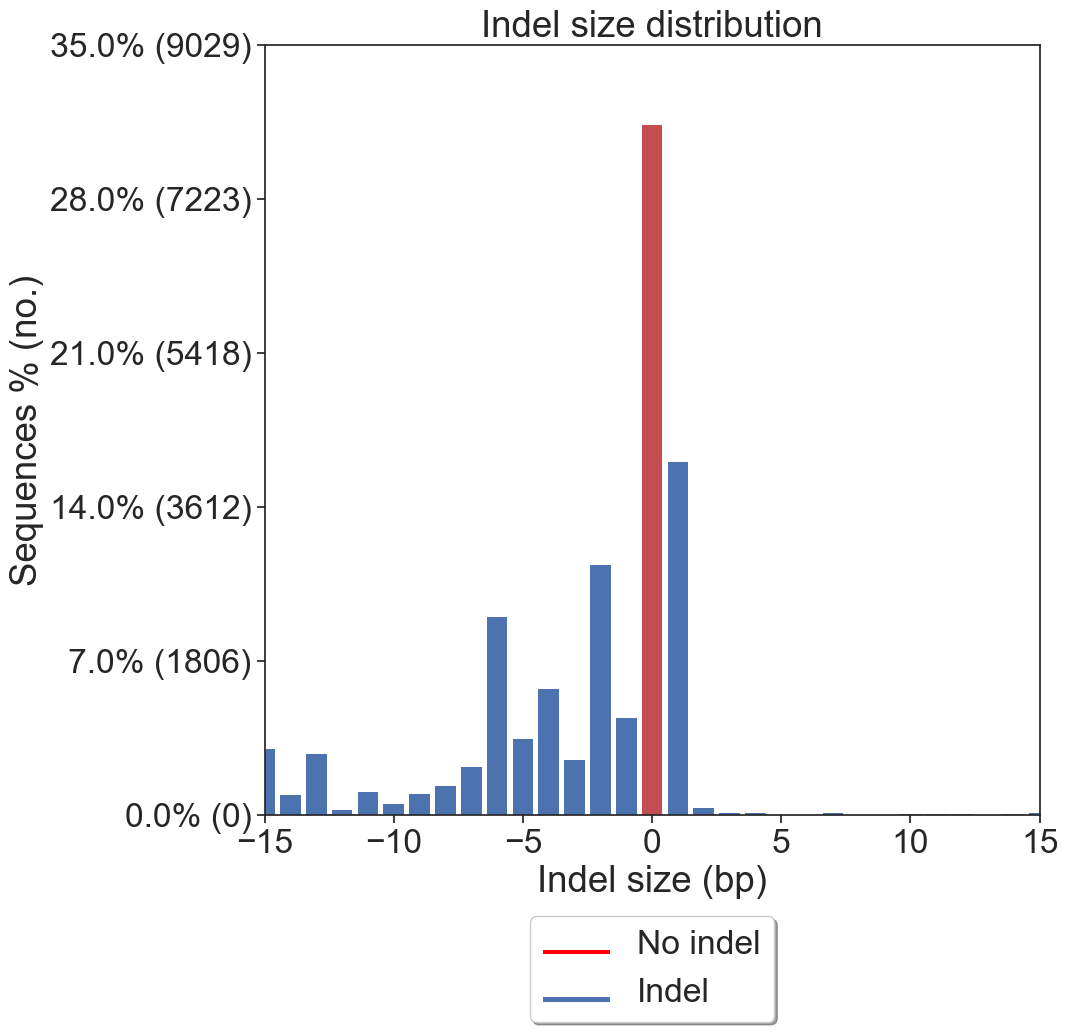 Indel size distribution
35.0% (9029)
28.0% (7223)
21.0% (5418)
14.0% (3612)
7.0% (1806)
0.0% (0)
Sequences % (no.)
−15 −10 −5 0 5 10 15
Indel size (bp)
No indel
Indel